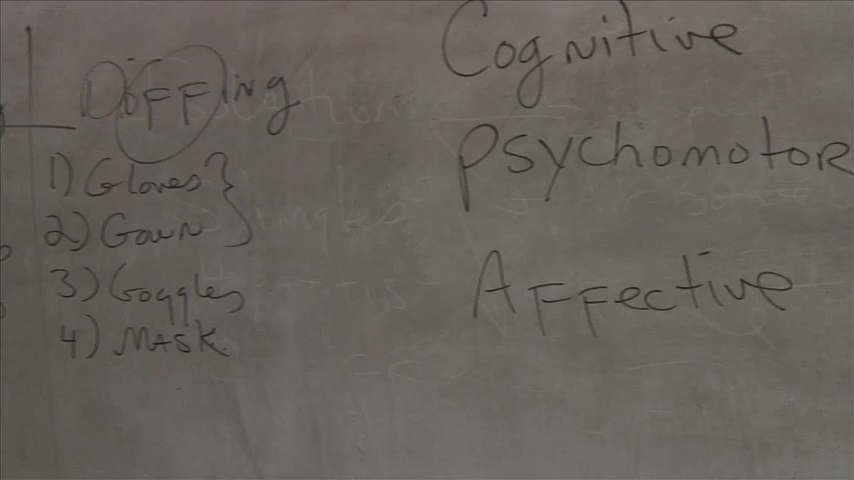 Doffing
1) Gloves }
2) Gown
3) Goggles
4) Mask
Cognitive
Psychomotor
Affective